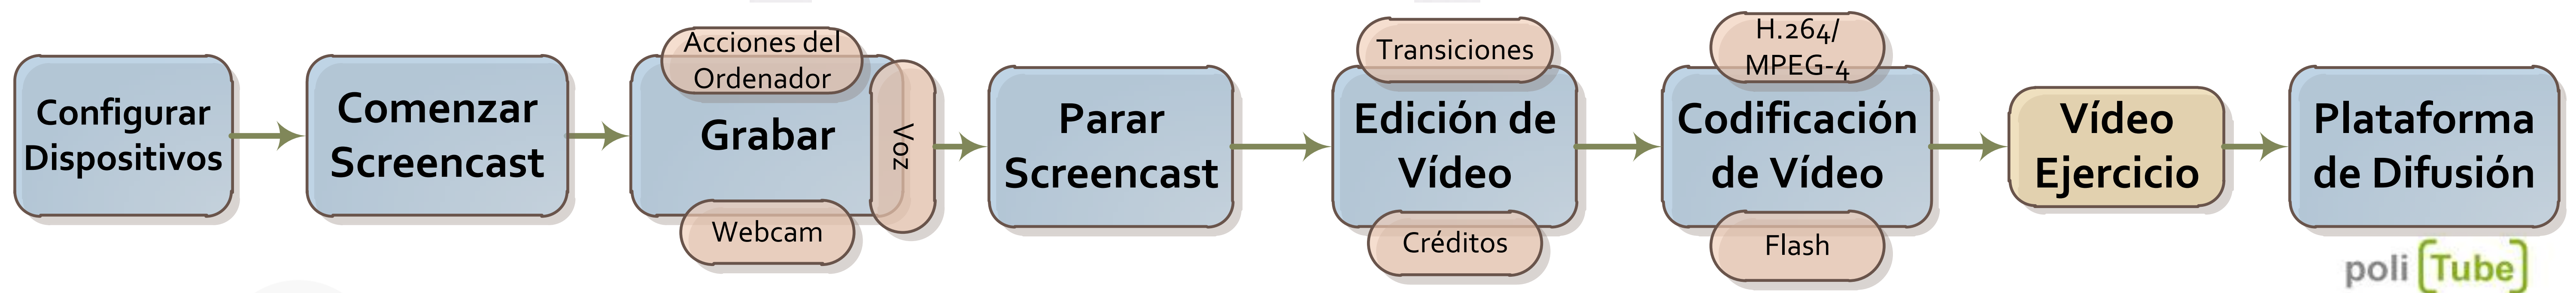 Configurar
Dispositivos
Comenzar
Screencast
Acciones del
Ordenador
Grabar
Voz
Webcam
Parar
Screencast
Transiciones
Edición de
Vídeo
Créditos
H.264/
MPEG-4
Codificación
de Vídeo
Flash
Vídeo
Ejercicio
Plataforma
de Difusión
poli [Tube]